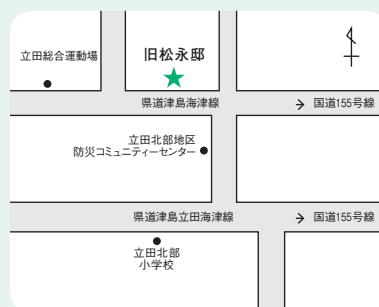 立田総合運動場
旧松永邸
県道津島海津線
国道155号線
立田北部地区
防災コミュニティーセンター
県道津島立田海津線
国道155号線
立田北部
小学校